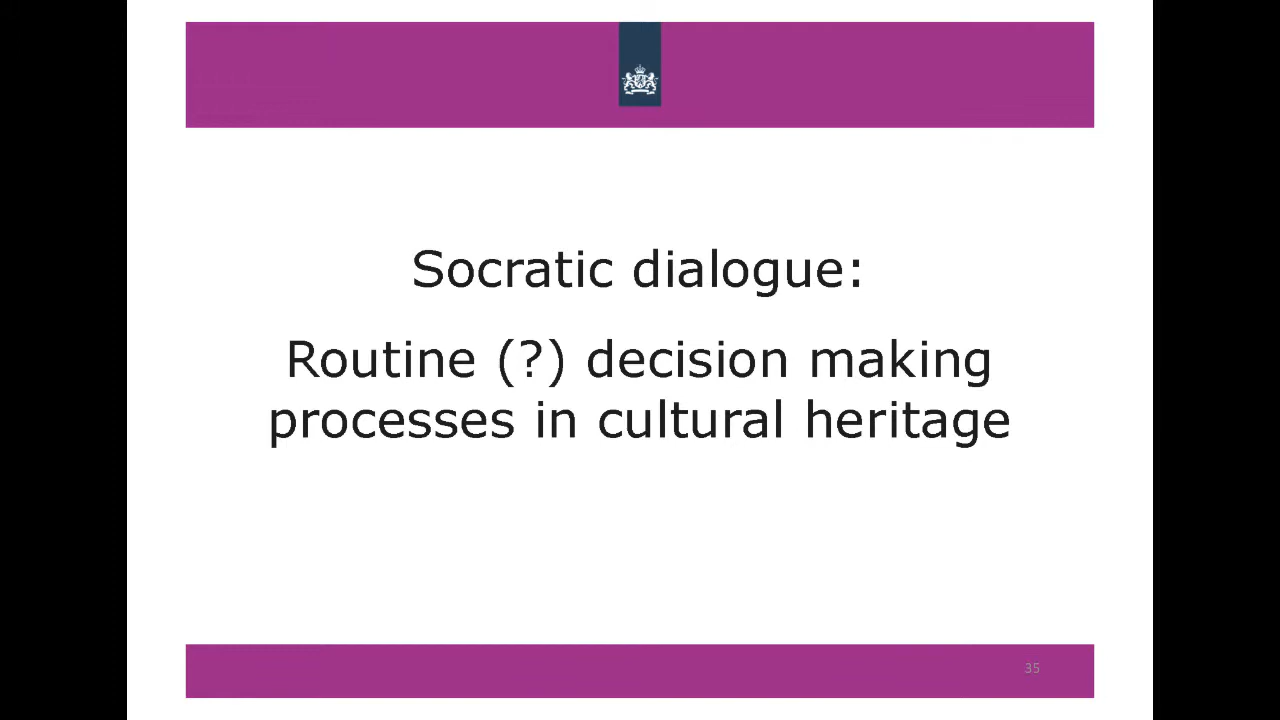 Socratic dialogue:
Routine (?) decision making
processes in cultural heritage
35